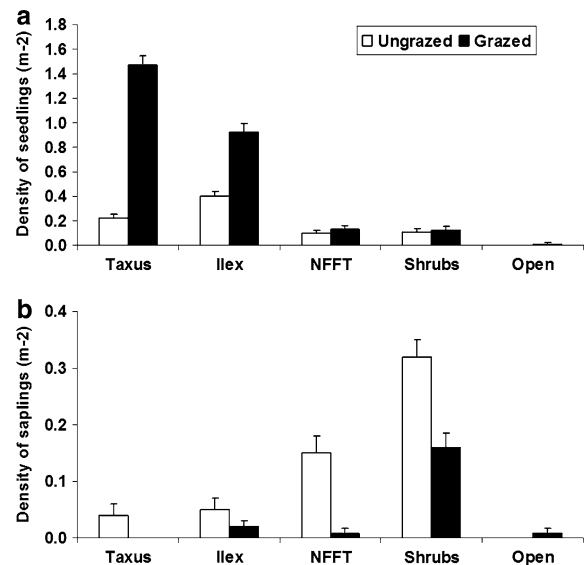 a
Density of seedlings (m-2)
1.8
1.6
1.4
1.2
1.0
0.8
0.6
0.4
0.2
0.0
Ungrazed Grazed
Taxus Ilex NFFT Shrubs Open
b
Density of saplings (m-2)
0.4
0.3
0.2
0.1
0.0
Taxus Ilex NFFT Shrubs Open